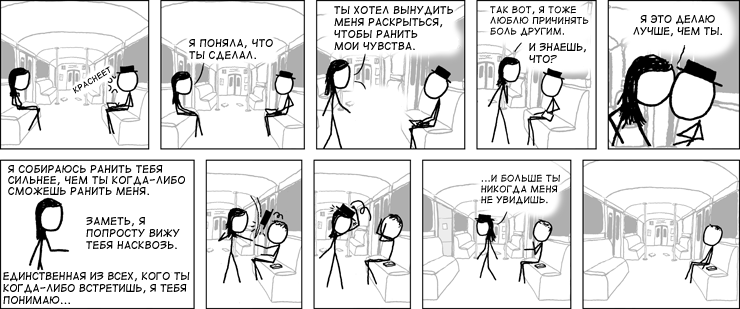 КРАСНЕЕТ
Я ПОНЯЛА, ЧТО
ТЫ СДЕЛАЛ.
ТЫ ХОТЕЛ ВЫНУДИТЬ
МЕНЯ РАСКРЫТЬСЯ,
ЧТОБЫ РАНИТЬ
МОИ ЧУВСТВА.
ТАК ВОТ, Я ТОЖЕ
ЛЮБЛЮ ПРИЧИНЯТЬ
БОЛЬ ДРУГИМ.
И ЗНАЕШЬ,
ЧТО?
Я ЭТО ДЕЛАЮ
ЛУЧШЕ, ЧЕМ ТЫ.
Я СОБИРАЮСЬ РАНИТЬ ТЕБЯ
СИЛЬНЕЕ, ЧЕМ ТЫ КОГДА-ЛИБО
СМОЖЕШЬ РАНИТЬ МЕНЯ.
ЗАМЕТЬ, Я
ПОПРОСТУ ВИЖУ
ТЕБЯ НАСКВОЗЬ.
ЕДИНСТВЕННАЯ ИЗ ВСЕХ, КОГО ТЫ
КОГДА-ЛИБО ВСТРЕТИШЬ, Я ТЕБЯ
ПОНИМАЮ...
...И БОЛЬШЕ ТЫ
НИКОГДА МЕНЯ
НЕ УВИДИШЬ.